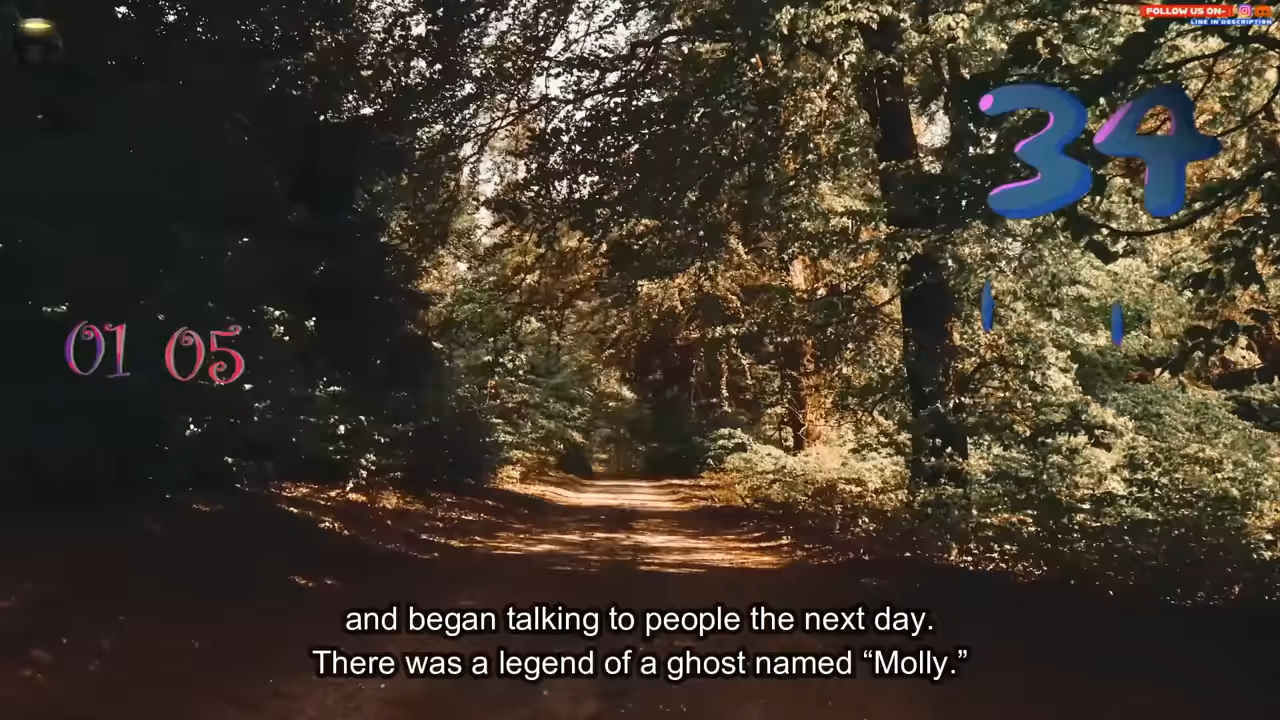 FOLLOW US ON-
LINK IN DESCRIPTION
34
01 05
and began talking to people the next day.
There was a legend of a ghost named “Molly.”